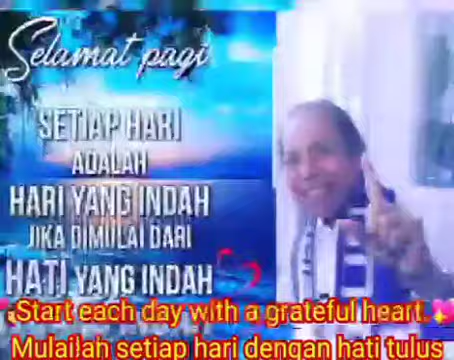 Selamat pagi
SETIAP HARI
ADALAH
HARI YANG INDAH
JIKA DIMULAI DARI
HATI YANG INDAH
Start each day with a grateful heart.
Mulailah setiap hari dengan hati tulus